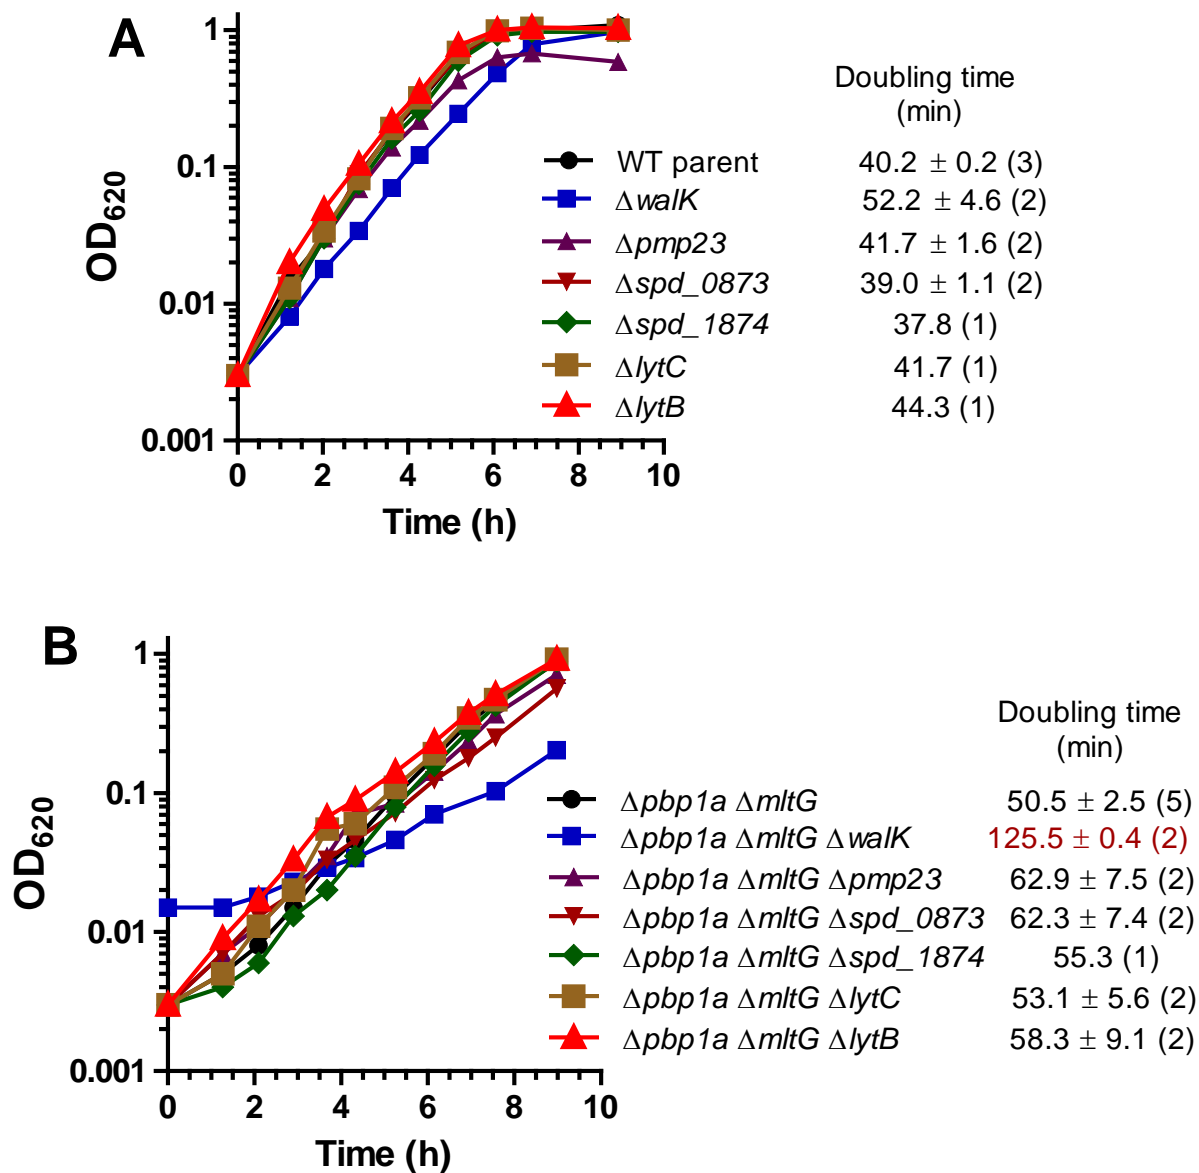 A
1
0.1
0.01
0.001
OD620
0 2 4 6 8 10
Time (h)
Doubling time
(min)
WT parent 40.2 ± 0.2 (3)
ΔwalK 52.2 ± 4.6 (2)
Δpmp23 41.7 ± 1.6 (2)
Δspd_0873 39.0 ± 1.1 (2)
Δspd_1874 37.8 (1)
ΔlytC 41.7 (1)
ΔlytB 44.3 (1)
B
1
0.1
0.01
0.001
OD620
0 2 4 6 8 10
Time (h)
Doubling time
(min)
Δpbp1a ΔmltG 50.5 ± 2.5 (5)
Δpbp1a ΔmltG ΔwalK 125.5 ± 0.4 (2)
Δpbp1a ΔmltG Δpmp23 62.9 ± 7.5 (2)
Δpbp1a ΔmltG Δspd_0873 62.3 ± 7.4 (2)
Δpbp1a ΔmltG Δspd_1874 55.3 (1)
Δpbp1a ΔmltG ΔlytC 53.1 ± 5.6 (2)
Δpbp1a ΔmltG ΔlytB 58.3 ± 9.1 (2)